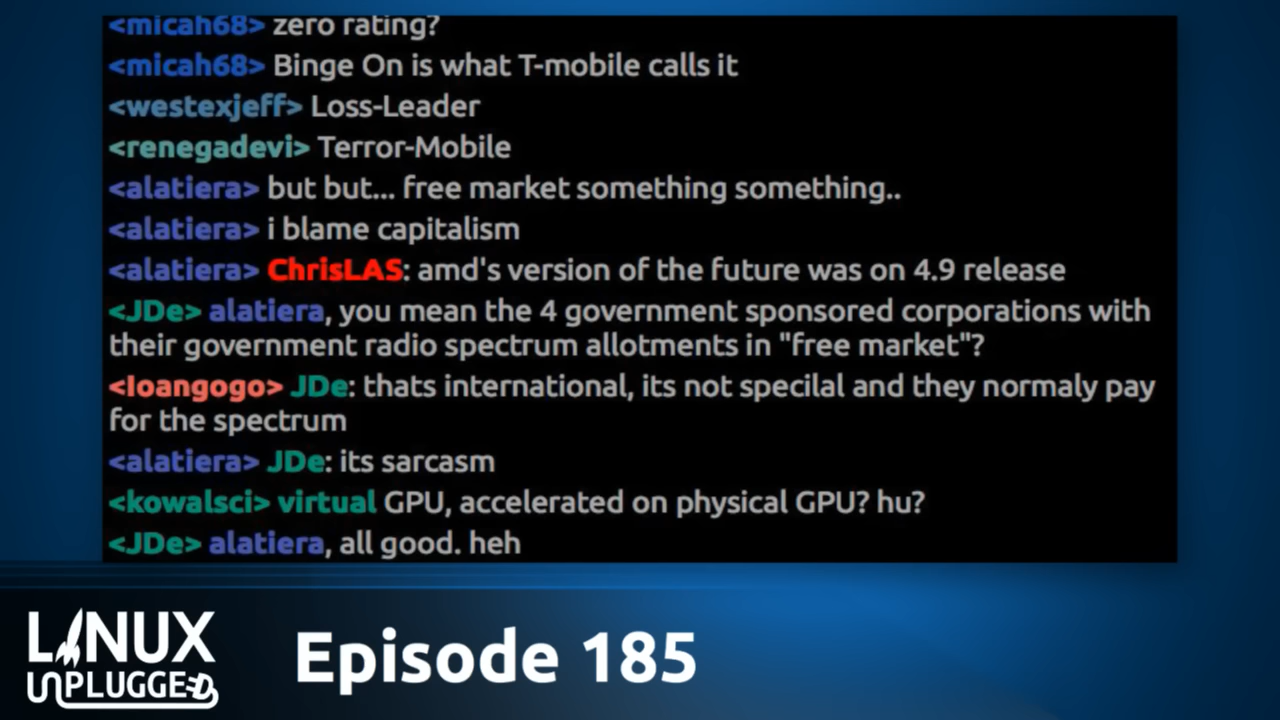 <micah68> zero rating?
<micah68> Binge On is what T-mobile calls it
<westexjeff> Loss-Leader
<renegadevi> Terror-Mobile
<alatiera> but but... free market something something..
<alatiera> i blame capitalism
<alatiera> ChrisLAS: amd's version of the future was on 4.9 release
<JDe> alatiera, you mean the 4 government sponsored corporations with
their government radio spectrum allotments in "free market"?
<Ioangogo> JDe: thats international, its not specilal and they normaly pay
for the spectrum
<alatiera> JDe: its sarcasm
<kowalsci> virtual GPU, accelerated on physical GPU? hu?
<JDe> alatiera, all good. heh
LINUX
UNPLUGGED
Episode 185